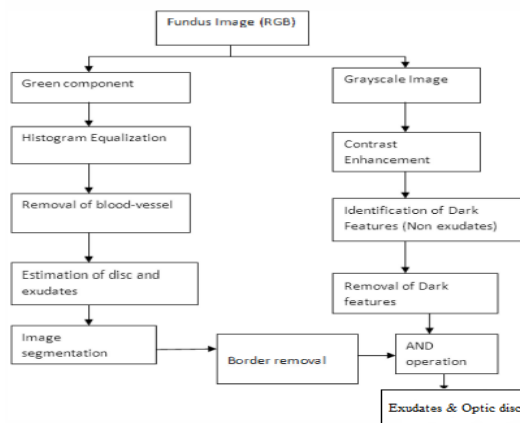 Fundus Image (RGB)
Green component
Grayscale Image
Histogram Equalization
Contrast
Enhancement
Removal of blood-vessel
Identification of Dark
Features (Non exudates)
Estimation of disc and
exudates
Removal of Dark
features
Image
segmentation
Border removal
AND
operation
Exudates & Optic disc